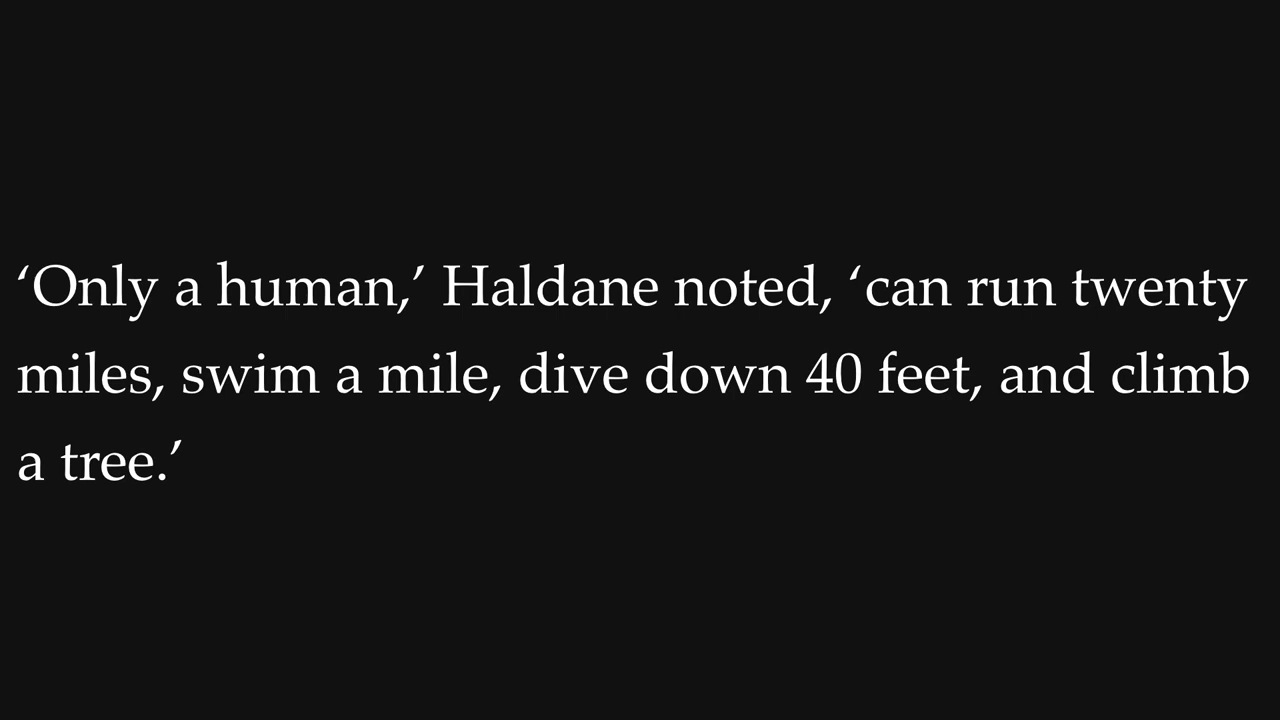 ‘Only a human,’ Haldane noted, ‘can run twenty
miles, swim a mile, dive down 40 feet, and climb
a tree.’